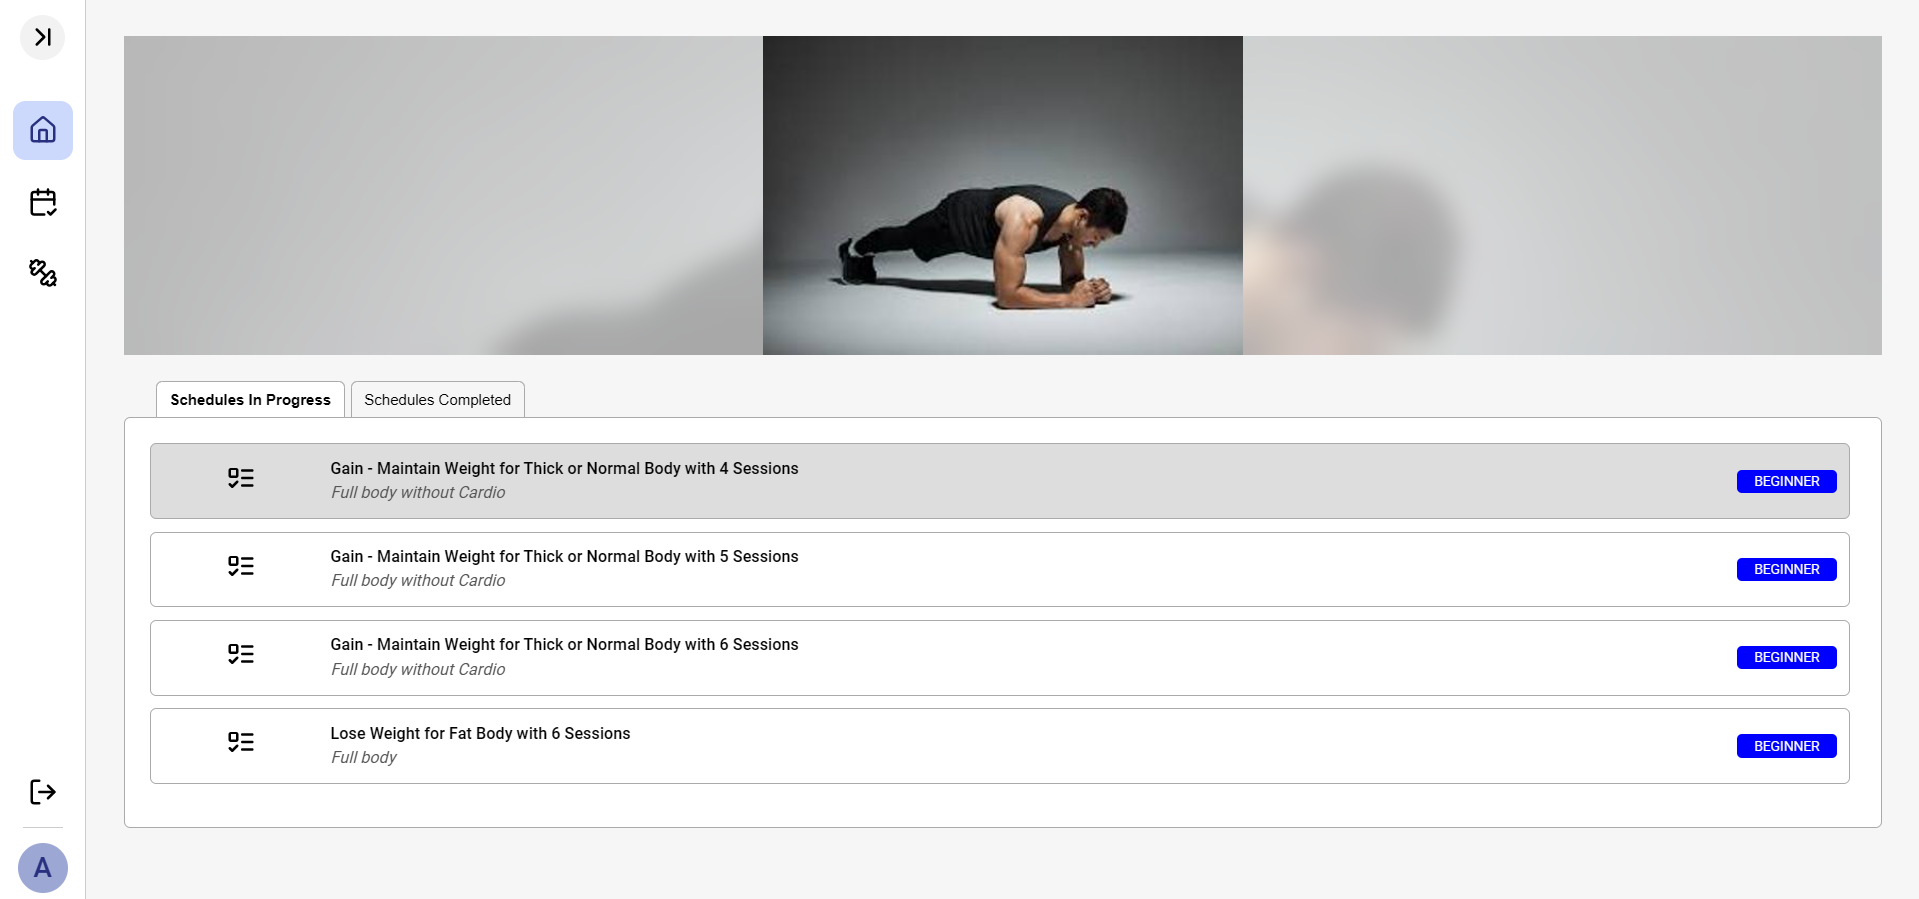 Schedules In Progress
Schedules Completed
Gain - Maintain Weight for Thick or Normal Body with 4 Sessions
Full body without Cardio
BEGINNER
Gain - Maintain Weight for Thick or Normal Body with 5 Sessions
Full body without Cardio
BEGINNER
Gain - Maintain Weight for Thick or Normal Body with 6 Sessions
Full body without Cardio
BEGINNER
Lose Weight for Fat Body with 6 Sessions
Full body
BEGINNER
A